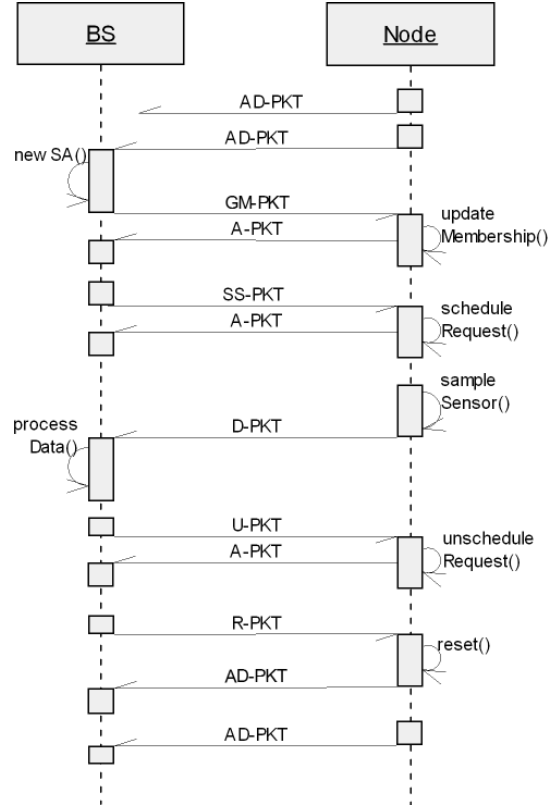 BS
Node
AD-PKT
AD-PKT
new SA()
GM-PKT
update
Membership()
A-PKT
SS-PKT
schedule
Request()
A-PKT
sample
Sensor()
process
Data()
D-PKT
U-PKT
unschedule
Request()
A-PKT
R-PKT
reset()
AD-PKT
AD-PKT